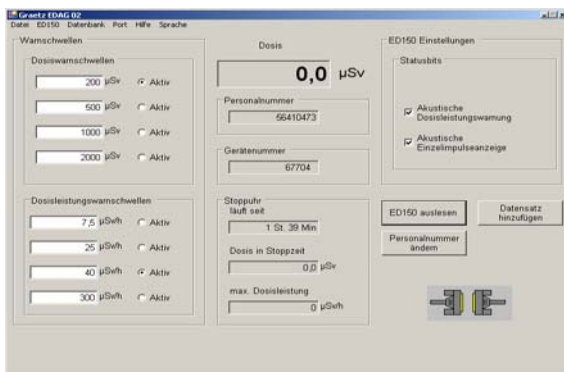 Graetz EDAG 02
Datei ED150 Datenbank Port Hilfe Sprache
Warnschwellen
Dosiswarnschwellen
200 µSv Aktiv
500 µSv Aktiv
1000 µSv Aktiv
2000 µSv Aktiv
Dosisleistungswarnschwellen
7,5 µSv/h Aktiv
25 µSv/h Aktiv
40 µSv/h Aktiv
300 µSv/h Aktiv
Dosis
0,0 µSv
Personalnummer
56410473
Gerätenummer
67704
Stoppuhr
läuft seit
1 St. 39 Min
Dosis in Stoppzeit
0,0 µSv
max. Dosisleistung
0 µSv/h
ED150 Einstellungen
Statusbits
Akustische
Dosisleistungswarnung
Akustische
Einzelimpulseanzeige
ED150 auslesen
Datensatz
hinzufügen
Personalnummer
ändern